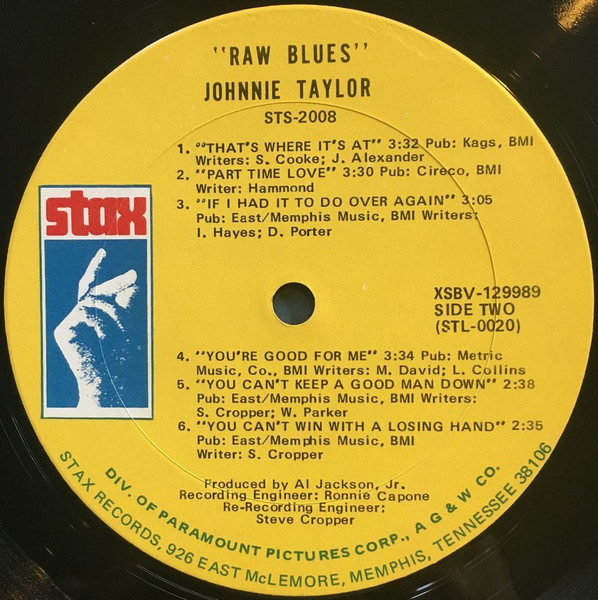 "RAW BLUES"
JOHNNIE TAYLOR
STS-2008
1. "THAT'S WHERE IT'S AT" 3:32 Pub: Kags, BMI
Writers: S. Cooke; J. Alexander
2. "PART TIME LOVE" 3:30 Pub: Cireco, BMI
Writer: Hammond
3. "IF I HAD IT TO DO OVER AGAIN" 3:05
Pub: East/Memphis Music, BMI Writers:
I. Hayes; D. Porter
stax
XSBV-129989
SIDE TWO
(STL-0020)
4. "YOU'RE GOOD FOR ME" 3:34 Pub: Metric
Music, Co., BMI Writers: M. David; L. Collins
5. "YOU CAN'T KEEP A GOOD MAN DOWN" 2:38
Pub: East/Memphis Music, BMI Writers:
S. Cropper; W. Parker
6. "YOU CAN'T WIN WITH A LOSING HAND" 2:35
Pub: East/Memphis Music, BMI
Writer: S. Cropper
Produced by Al Jackson, Jr.
Recording Engineer: Ronnie Capone
Re-Recording Engineer:
Steve Cropper
DIV. OF PARAMOUNT PICTURES CORP., A G & W CO.
STAX RECORDS, 926 EAST McLEMORE, MEMPHIS, TENNESSEE 38106